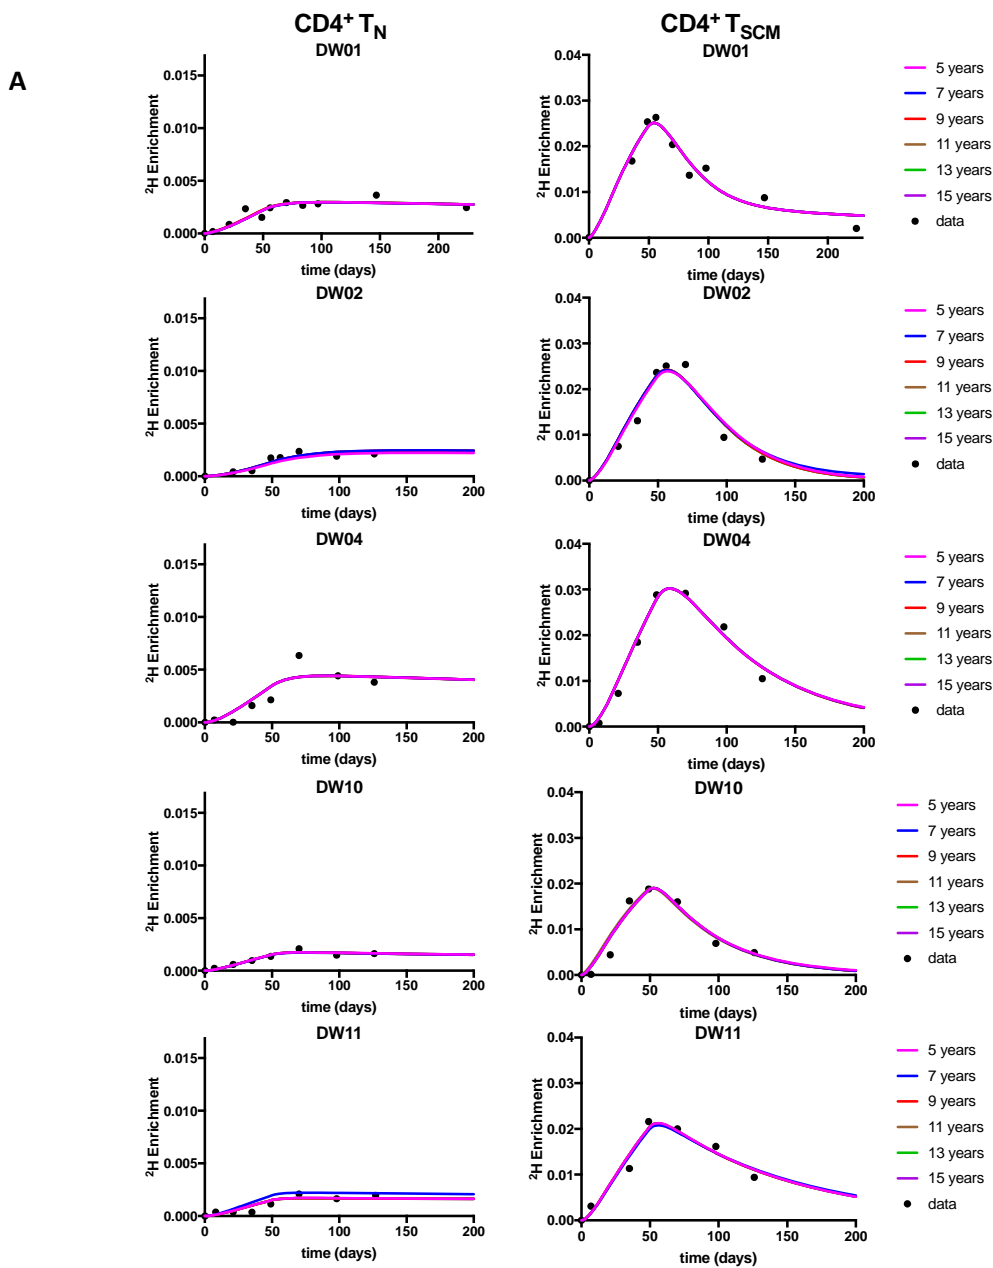 A
CD4⁺ T_N
CD4⁺ T_SCM
DW01
0.015
0.010
0.005
0.000
²H Enrichment
0 50 100 150 200
time (days)
DW01
0.04
0.03
0.02
0.01
0.00
²H Enrichment
0 50 100 150 200
time (days)
5 years
7 years
9 years
11 years
13 years
15 years
data
DW02
0.015
0.010
0.005
0.000
²H Enrichment
0 50 100 150 200
time (days)
DW02
0.04
0.03
0.02
0.01
0.00
²H Enrichment
0 50 100 150 200
time (days)
5 years
7 years
9 years
11 years
13 years
15 years
data
DW04
0.015
0.010
0.005
0.000
²H Enrichment
0 50 100 150 200
time (days)
DW04
0.04
0.03
0.02
0.01
0.00
²H Enrichment
0 50 100 150 200
time (days)
5 years
7 years
9 years
11 years
13 years
15 years
data
DW10
0.015
0.010
0.005
0.000
²H Enrichment
0 50 100 150 200
time (days)
DW10
0.04
0.03
0.02
0.01
0.00
²H Enrichment
0 50 100 150 200
time (days)
5 years
7 years
9 years
11 years
13 years
15 years
data
DW11
0.015
0.010
0.005
0.000
²H Enrichment
0 50 100 150 200
time (days)
DW11
0.04
0.03
0.02
0.01
0.00
²H Enrichment
0 50 100 150 200
time (days)
5 years
7 years
9 years
11 years
13 years
15 years
data